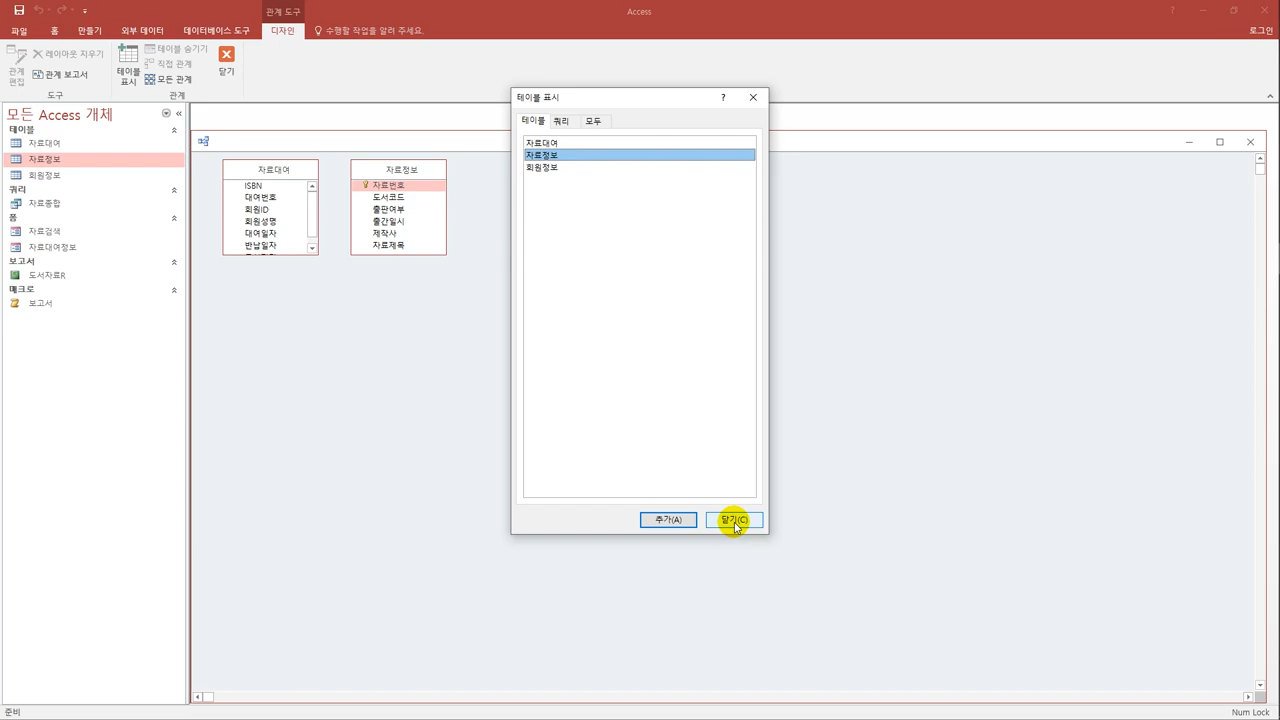 관계 도구
Access
파일
홈
만들기
외부 데이터
데이터베이스 도구
디자인
수행할 작업을 알려 주세요.
로그인
관계
편집
레이아웃 지우기
관계 보고서
도구
테이블
표시
테이블 숨기기
직접 관계
모든 관계
관계
닫기
모든 Access 개체
테이블
자료대여
자료정보
회원정보
쿼리
자료종합
폼
자료검색
자료대여정보
보고서
도서자료R
매크로
보고서
자료대여
ISBN
대여번호
회원ID
회원성명
대여일자
반납일자
자료정보
자료번호
도서코드
출판여부
출간일시
제작사
자료제목
테이블 표시
테이블
쿼리
모두
자료대여
자료정보
회원정보
추가(A)
닫기(C)
준비
Num Lock